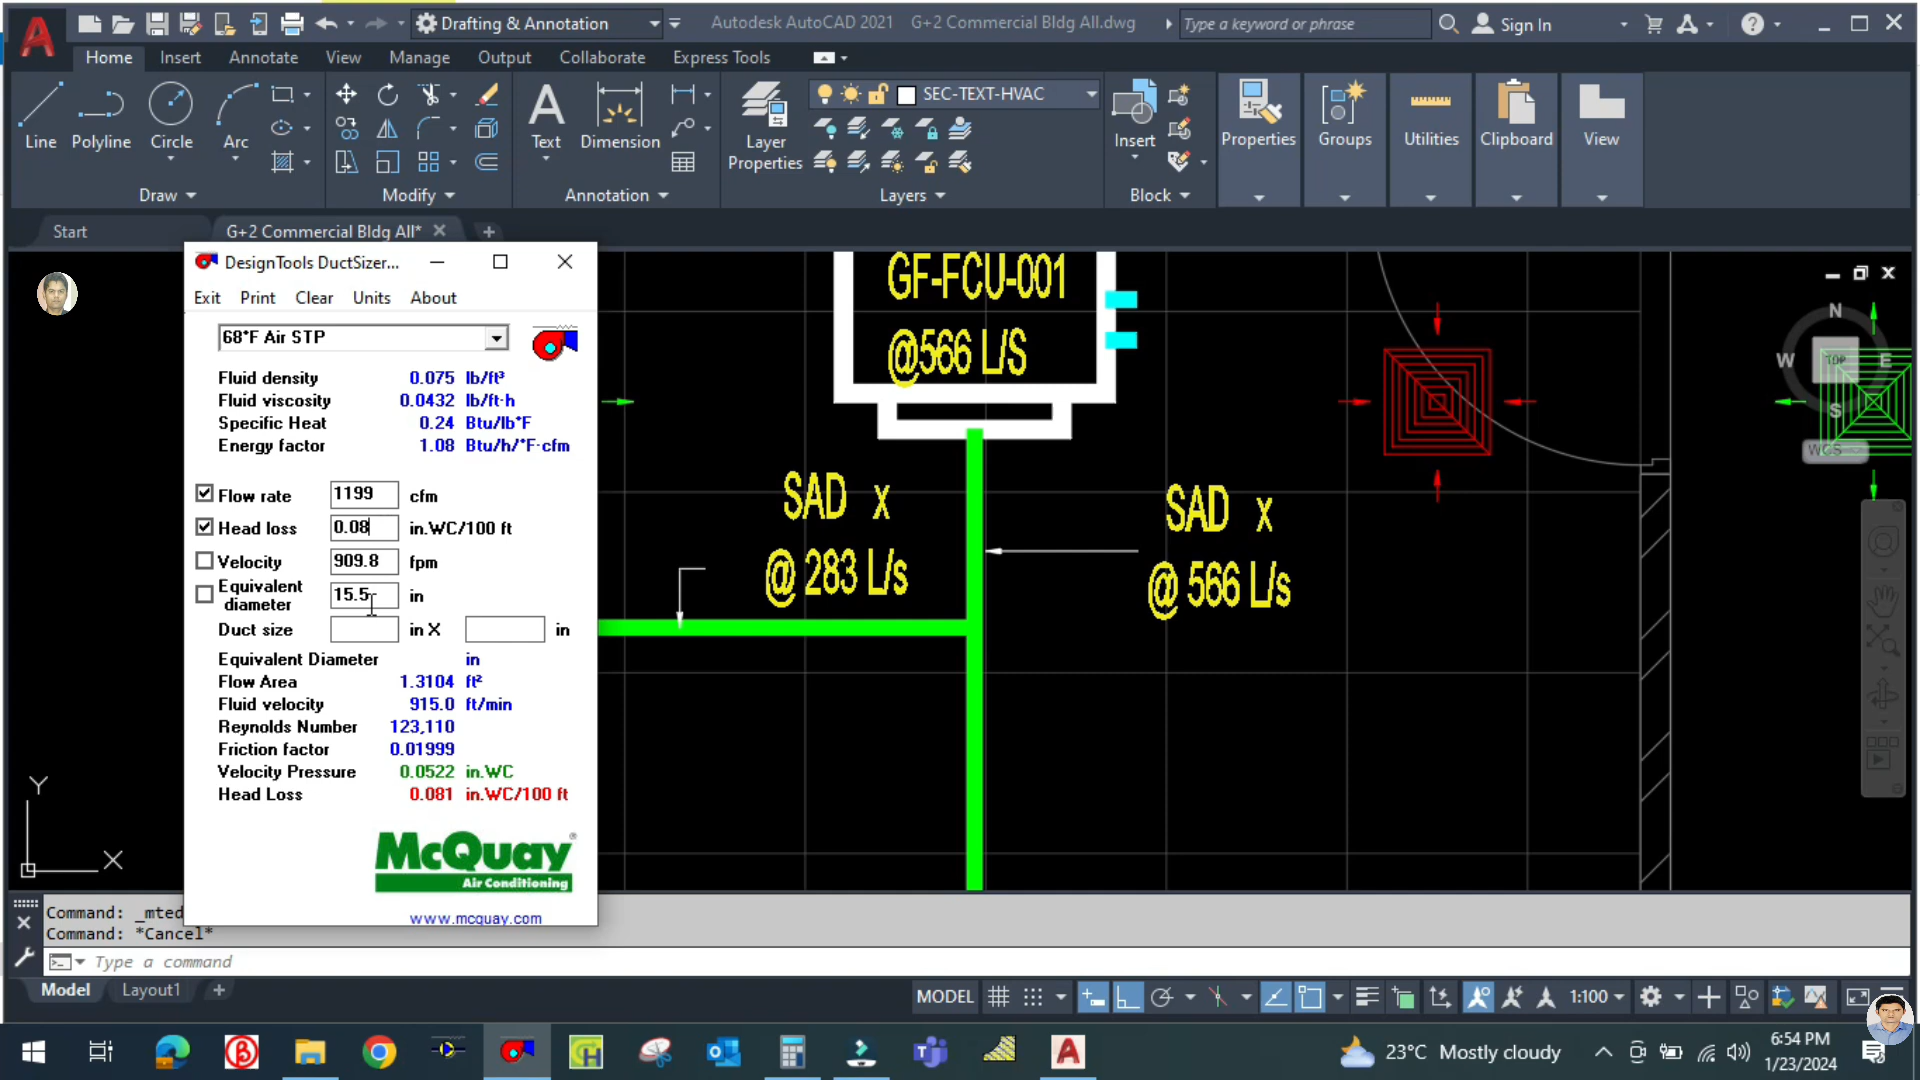 Drafting & Annotation
Autodesk AutoCAD 2021 G+2 Commercial Bldg All.dwg
Type a keyword or phrase
Sign In
Home Insert Annotate View Manage Output Collaborate Express Tools
SEC-TEXT-HVAC
Line Polyline Circle Arc Text Dimension Layer Properties Insert Properties Groups Utilities Clipboard View
Draw Modify Annotation Layers Block
Start G+2 Commercial Bldg All*
DesignTools DuctSizer...
Exit Print Clear Units About
68*F Air STP
Fluid density 0.075 lb/ft³
Fluid viscosity 0.0432 lb/ft·h
Specific Heat 0.24 Btu/lb*F
Energy factor 1.08 Btu/h/*F·cfm
Flow rate 1199 cfm
Head loss 0.08 in.WC/100 ft
Velocity 909.8 fpm
Equivalent diameter 15.5 in
Duct size in X in
Equivalent Diameter in
Flow Area 1.3104 ft²
Fluid velocity 915.0 ft/min
Reynolds Number 123,110
Friction factor 0.01999
Velocity Pressure 0.0522 in.WC
Head Loss 0.081 in.WC/100 ft
McQuay®
Air Conditioning
www.mcquay.com
GF-FCU-001
@566 L/S
SAD x
@ 283 L/s
SAD x
@ 566 L/s
N
W TOP E
S
WCS
Y
X
Command: _mted
Command: *Cancel*
Type a command
Model Layout1
MODEL
1:100
23°C Mostly cloudy
6:54 PM
1/23/2024